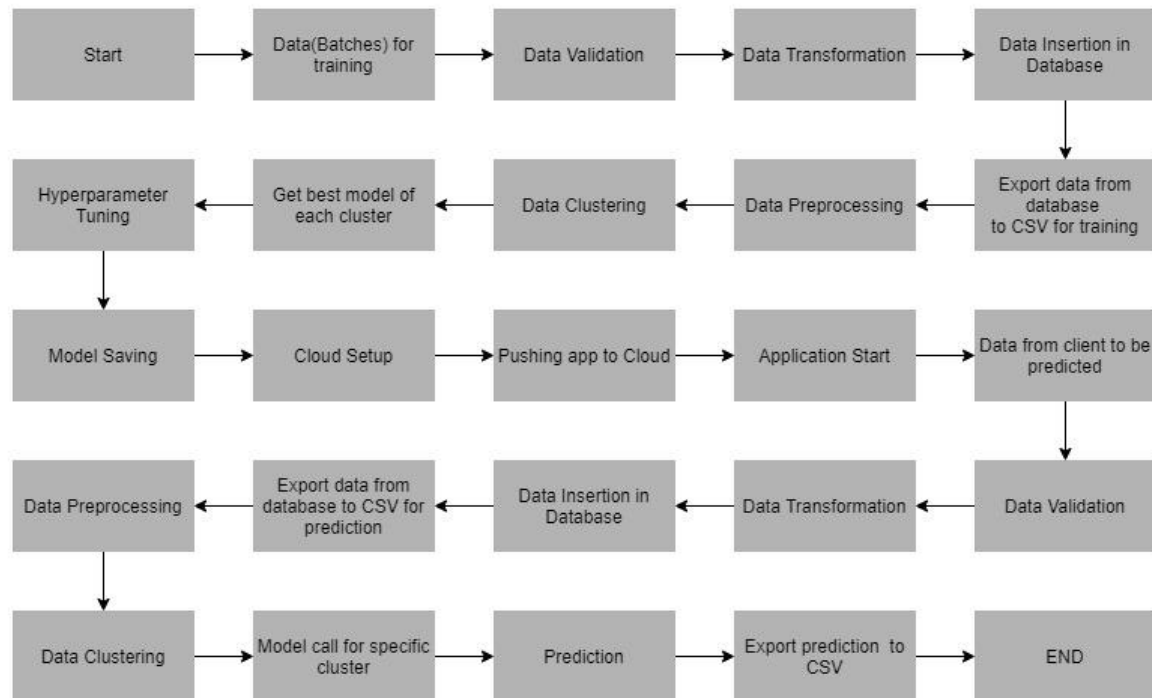 Start
Data(Batches) for
training
Data Validation
Data Transformation
Data Insertion in
Database
Export data from
database
to CSV for training
Data Preprocessing
Data Clustering
Get best model of
each cluster
Hyperparameter
Tuning
Model Saving
Cloud Setup
Pushing app to Cloud
Application Start
Data from client to be
predicted
Data Validation
Data Transformation
Data Insertion in
Database
Export data from
database to CSV for
prediction
Data Preprocessing
Data Clustering
Model call for specific
cluster
Prediction
Export prediction to
CSV
END